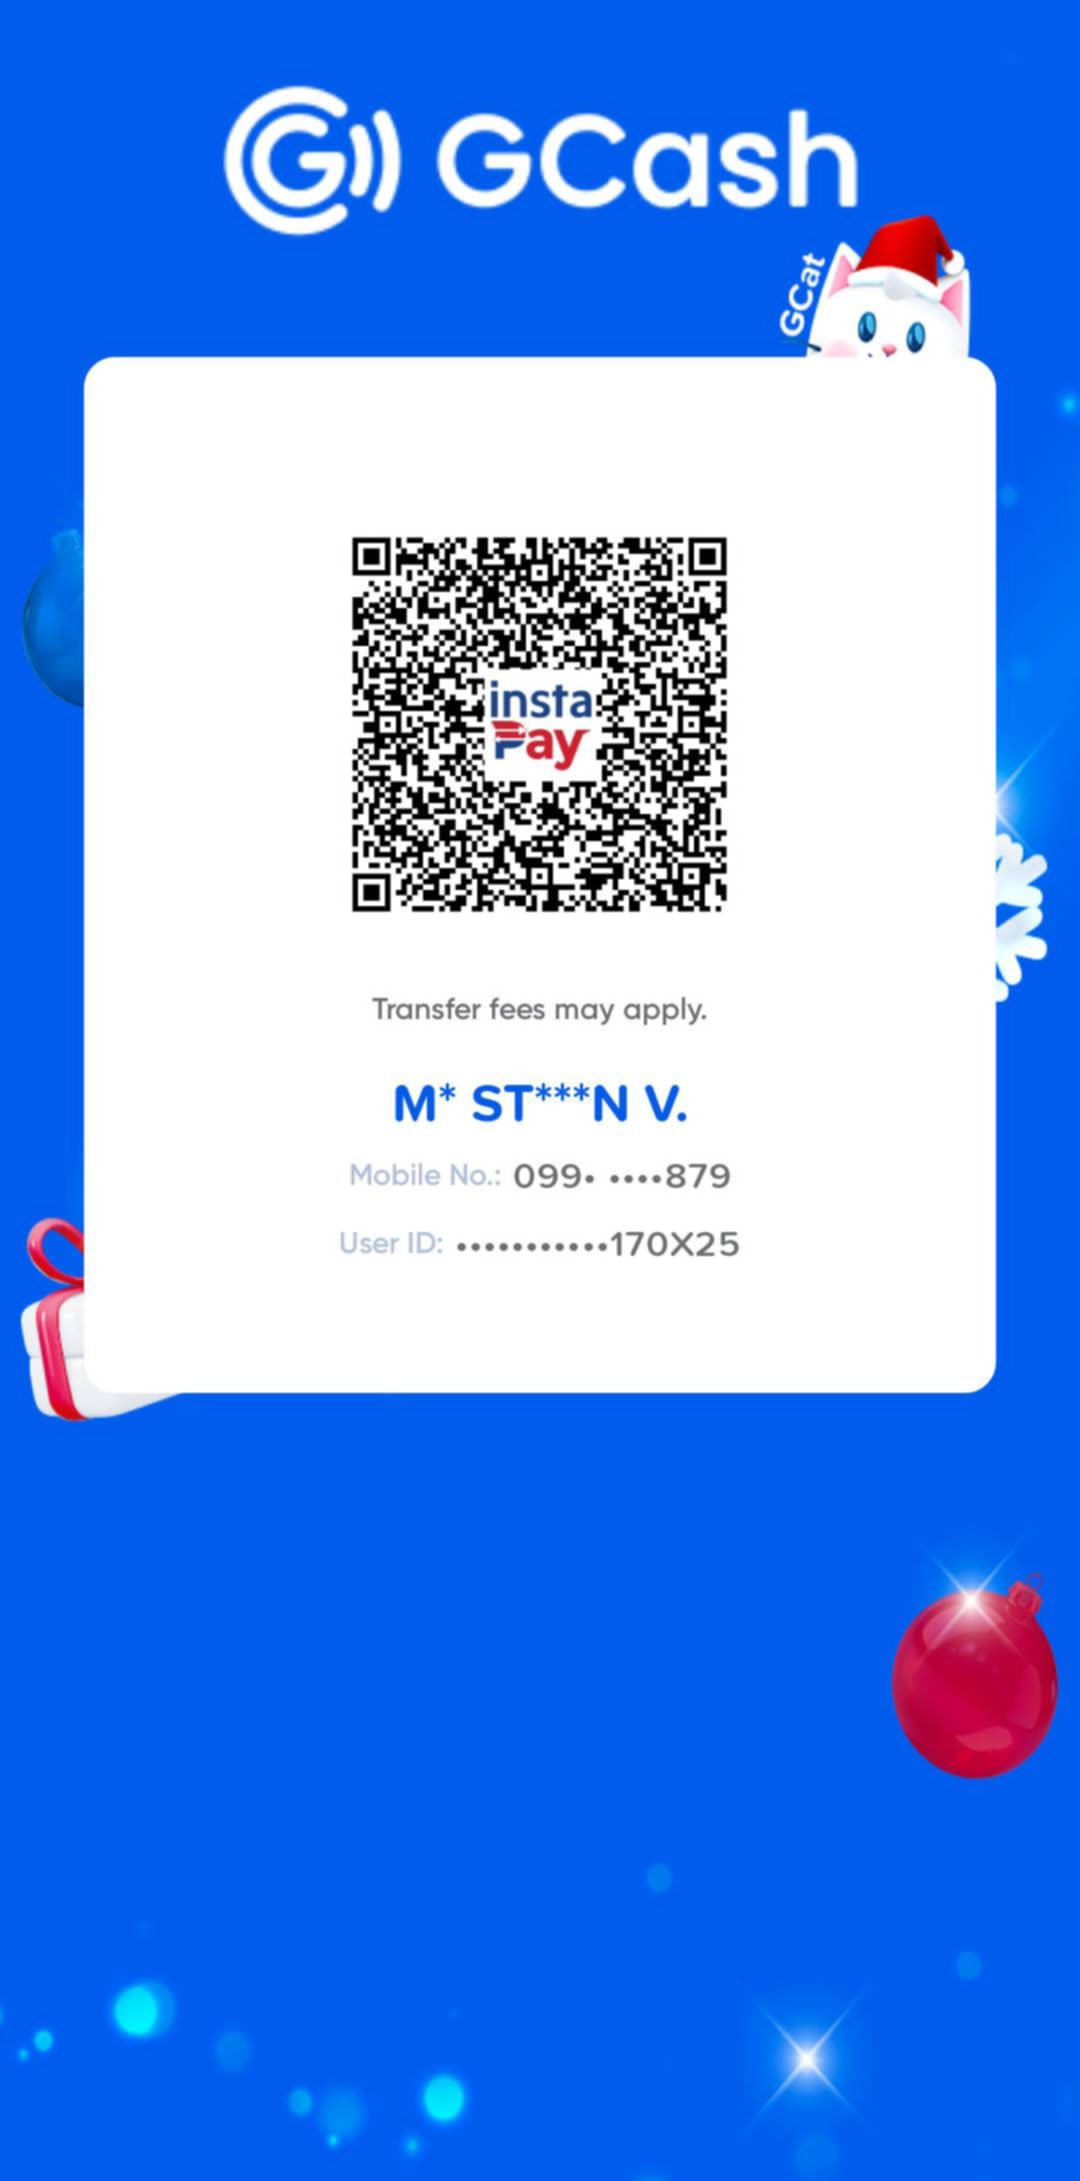 GCash
GCat
insta
Pay
Transfer fees may apply.
M* ST***N V.
Mobile No.: 099• ••••879
User ID: •••••••••••170X25